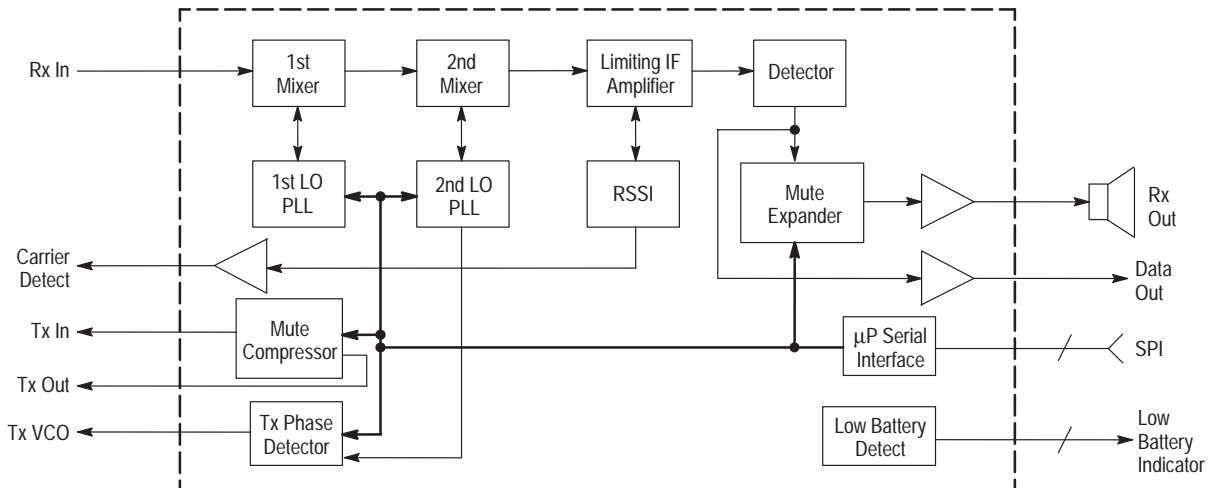 Rx In
1st
Mixer
2nd
Mixer
Limiting IF
Amplifier
Detector
1st LO
PLL
2nd LO
PLL
RSSI
Mute
Expander
Rx
Out
Carrier
Detect
Data
Out
Tx In
Mute
Compressor
µP Serial
Interface
SPI
Tx Out
Tx VCO
Tx Phase
Detector
Low Battery
Detect
Low
Battery
Indicator